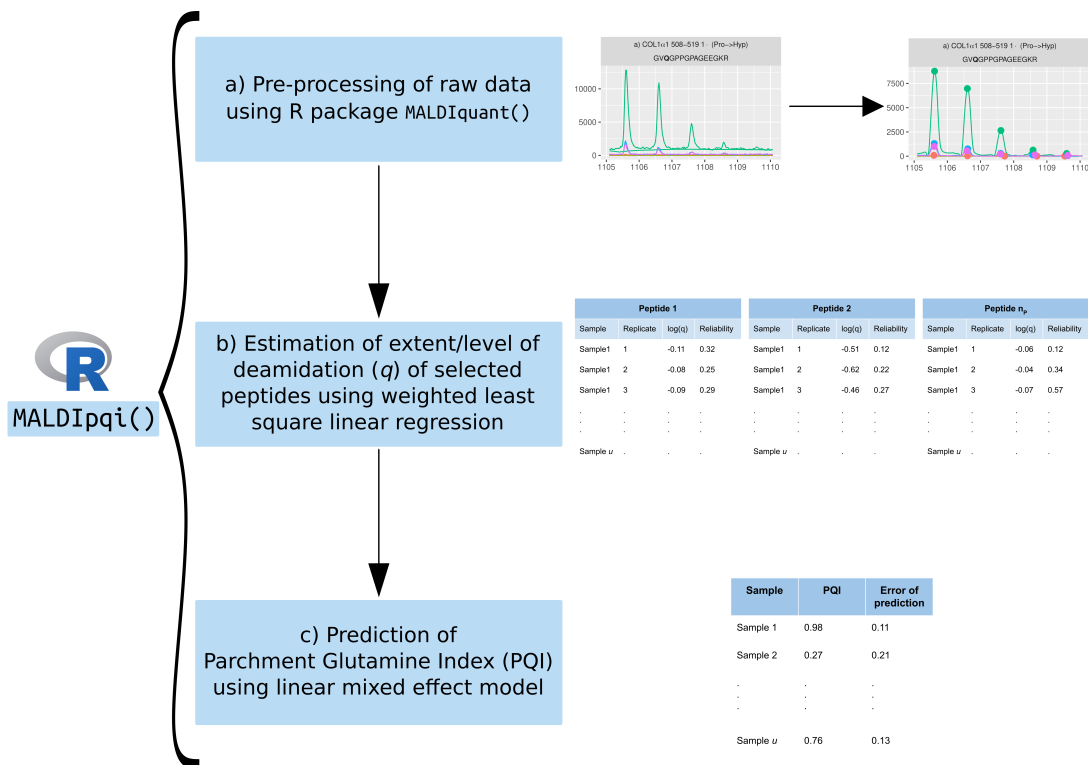 R
MALDIpqi()
a) Pre-processing of raw data
using R package MALDIquant()
a) COL1α1 508−519 1· (Pro−>Hyp)
GVQGPPGPAGEEGKR
10000
5000
0
1105 1106 1107 1108 1109 1110
a) COL1α1 508−519 1· (Pro−>Hyp)
GVQGPPGPAGEEGKR
7500
5000
2500
0
1105 1106 1107 1108 1109 1110
b) Estimation of extent/level of
deamidation (q) of selected
peptides using weighted least
square linear regression
Peptide 1
Sample Replicate log(q) Reliability
Sample1 1 -0.11 0.32
Sample1 2 -0.08 0.25
Sample1 3 -0.09 0.29
. . . .
. . . .
. . . .
Sample u . . .
Peptide 2
Sample Replicate log(q) Reliability
Sample1 1 -0.51 0.12
Sample1 2 -0.62 0.22
Sample1 3 -0.46 0.27
. . . .
. . . .
. . . .
Sample u . . .
Peptide nP
Sample Replicate log(q) Reliability
Sample1 1 -0.06 0.12
Sample1 2 -0.04 0.34
Sample1 3 -0.07 0.57
. . . .
. . . .
. . . .
Sample u . . .
c) Prediction of
Parchment Glutamine Index (PQI)
using linear mixed effect model
Sample PQI Error of
prediction
Sample 1 0.98 0.11
Sample 2 0.27 0.21
. . .
. . .
. . .
Sample u 0.76 0.13